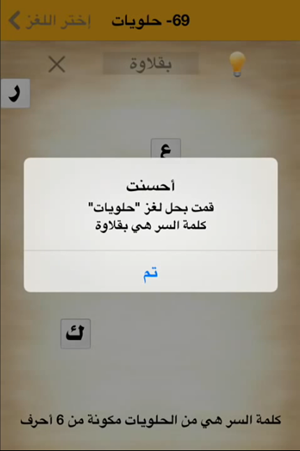 69- حلويات
إختر اللغز
بقلاوة
ر
ع
أحسنت
قمت بحل لغز "حلويات"
كلمة السر هي بقلاوة
تم
ك
كلمة السر هي من الحلويات مكونة من 6 أحرف